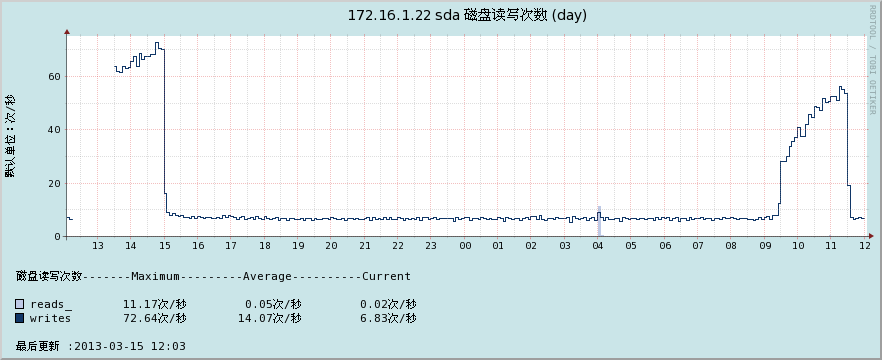 172.16.1.22 sda 磁盘读写次数 (day)
RRDTOOL / TOBI OETIKER
默认单位：次/秒
60
40
20
0
13 14 15 16 17 18 19 20 21 22 23 00 01 02 03 04 05 06 07 08 09 10 11 12
磁盘读写次数-------Maximum---------Average----------Current
reads_ 11.17次/秒 0.05次/秒 0.02次/秒
writes 72.64次/秒 14.07次/秒 6.83次/秒
最后更新 :2013-03-15 12:03